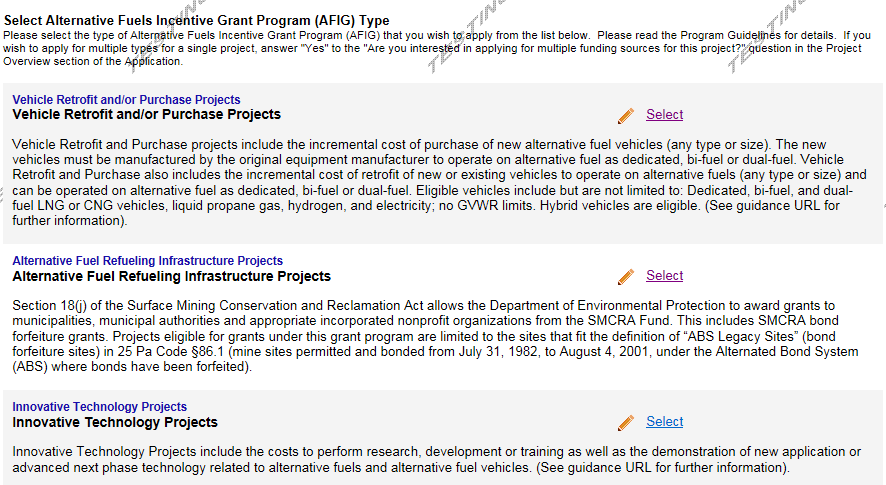 Select Alternative Fuels Incentive Grant Program (AFIG) Type
Please select the type of Alternative Fuels Incentive Grant Program (AFIG) that you wish to apply from the list below.  Please read the Program Guidelines for details.  If you
wish to apply for multiple types for a single project, answer "Yes" to the "Are you interested in applying for multiple funding sources for this project?" question in the Project
Overview section of the Application.
TESTING
TESTING
TESTING
Vehicle Retrofit and/or Purchase Projects
Vehicle Retrofit and/or Purchase Projects
Select
Vehicle Retrofit and Purchase projects include the incremental cost of purchase of new alternative fuel vehicles (any type or size). The new
vehicles must be manufactured by the original equipment manufacturer to operate on alternative fuel as dedicated, bi-fuel or dual-fuel. Vehicle
Retrofit and Purchase also includes the incremental cost of retrofit of new or existing vehicles to operate on alternative fuels (any type or size) and
can be operated on alternative fuel as dedicated, bi-fuel or dual-fuel. Eligible vehicles include but are not limited to: Dedicated, bi-fuel, and dual-
fuel LNG or CNG vehicles, liquid propane gas, hydrogen, and electricity; no GVWR limits. Hybrid vehicles are eligible. (See guidance URL for
further information).
Alternative Fuel Refueling Infrastructure Projects
Alternative Fuel Refueling Infrastructure Projects
Select
Section 18(j) of the Surface Mining Conservation and Reclamation Act allows the Department of Environmental Protection to award grants to
municipalities, municipal authorities and appropriate incorporated nonprofit organizations from the SMCRA Fund. This includes SMCRA bond
forfeiture grants. Projects eligible for grants under this grant program are limited to the sites that fit the definition of “ABS Legacy Sites” (bond
forfeiture sites) in 25 Pa Code §86.1 (mine sites permitted and bonded from July 31, 1982, to August 4, 2001, under the Alternated Bond System
(ABS) where bonds have been forfeited).
Innovative Technology Projects
Innovative Technology Projects
Select
Innovative Technology Projects include the costs to perform research, development or training as well as the demonstration of new application or
advanced next phase technology related to alternative fuels and alternative fuel vehicles. (See guidance URL for further information).